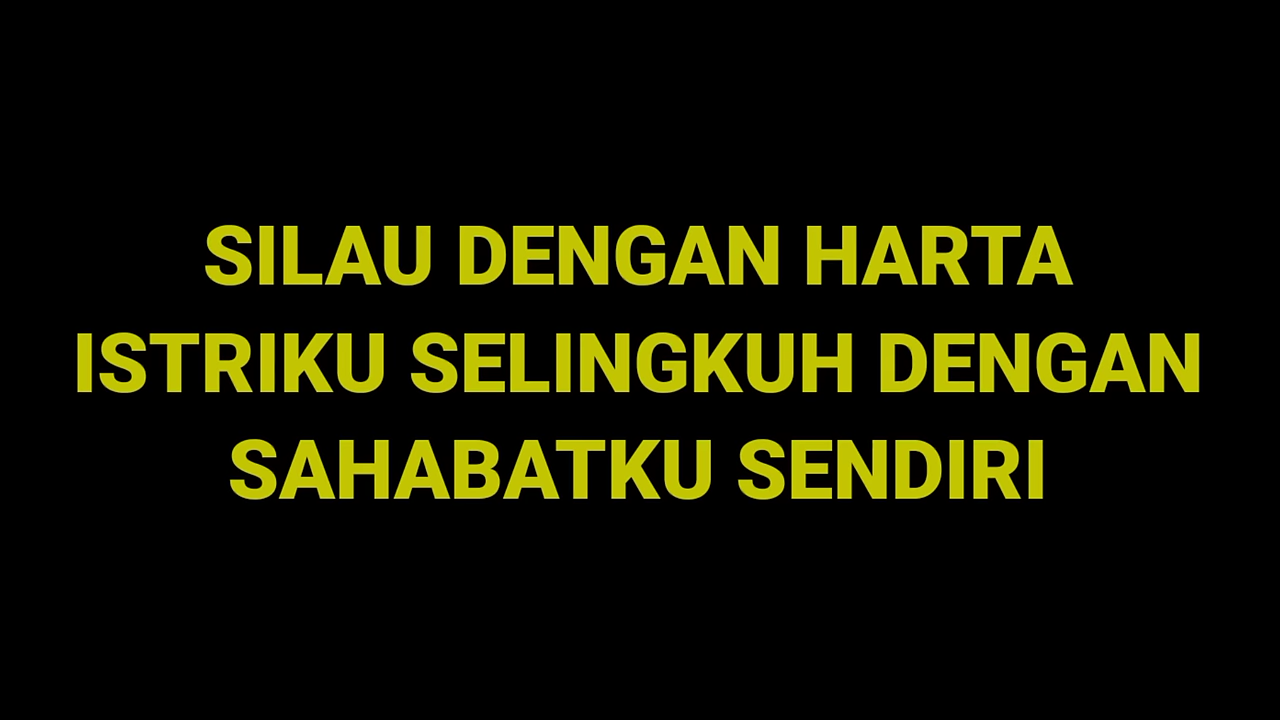 SILAU DENGAN HARTA
ISTRIKU SELINGKUH DENGAN
SAHABATKU SENDIRI